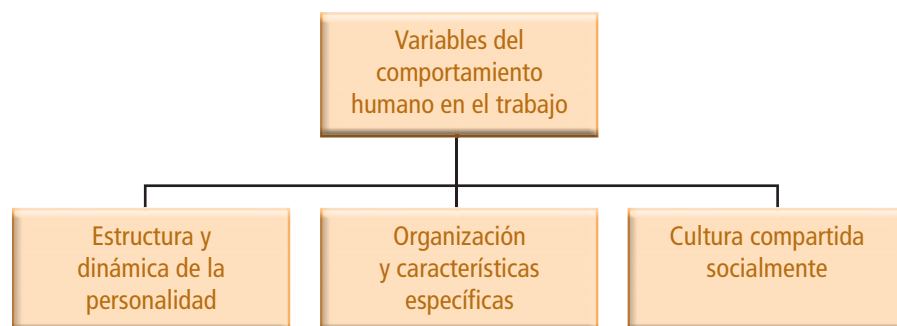 Variables del
comportamiento
humano en el trabajo
Estructura y
dinámica de la
personalidad
Organización
y características
específicas
Cultura compartida
socialmente